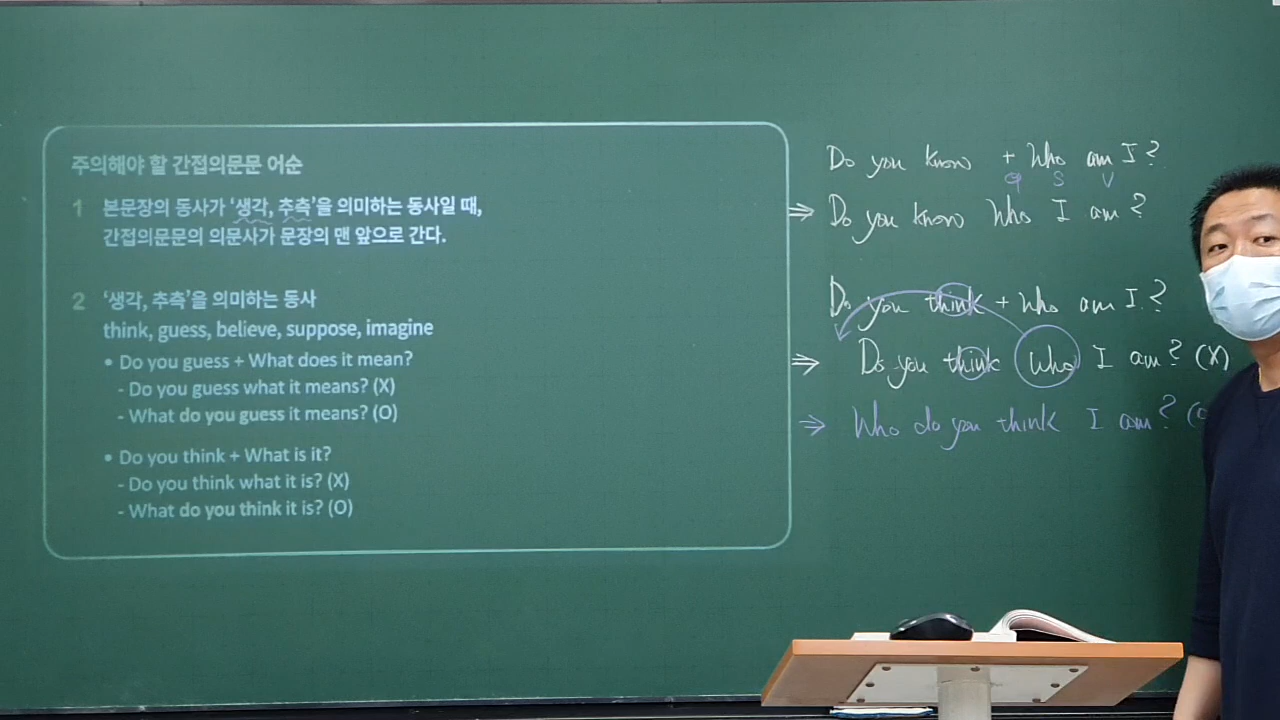 주의해야 할 간접의문문 어순
1 본문장의 동사가 ‘생각, 추측’을 의미하는 동사일 때,
간접의문문의 의문사가 문장의 맨 앞으로 간다.
2 ‘생각, 추측’을 의미하는 동사
think, guess, believe, suppose, imagine
• Do you guess + What does it mean?
- Do you guess what it means? (X)
- What do you guess it means? (O)
• Do you think + What is it?
- Do you think what it is? (X)
- What do you think it is? (O)
Do you know + Who am I?
S V
⇒ Do you know Who I am?
Do you think + Who am I?
⇒ Do you think Who I am? (X)
⇒ Who do you think I am? (